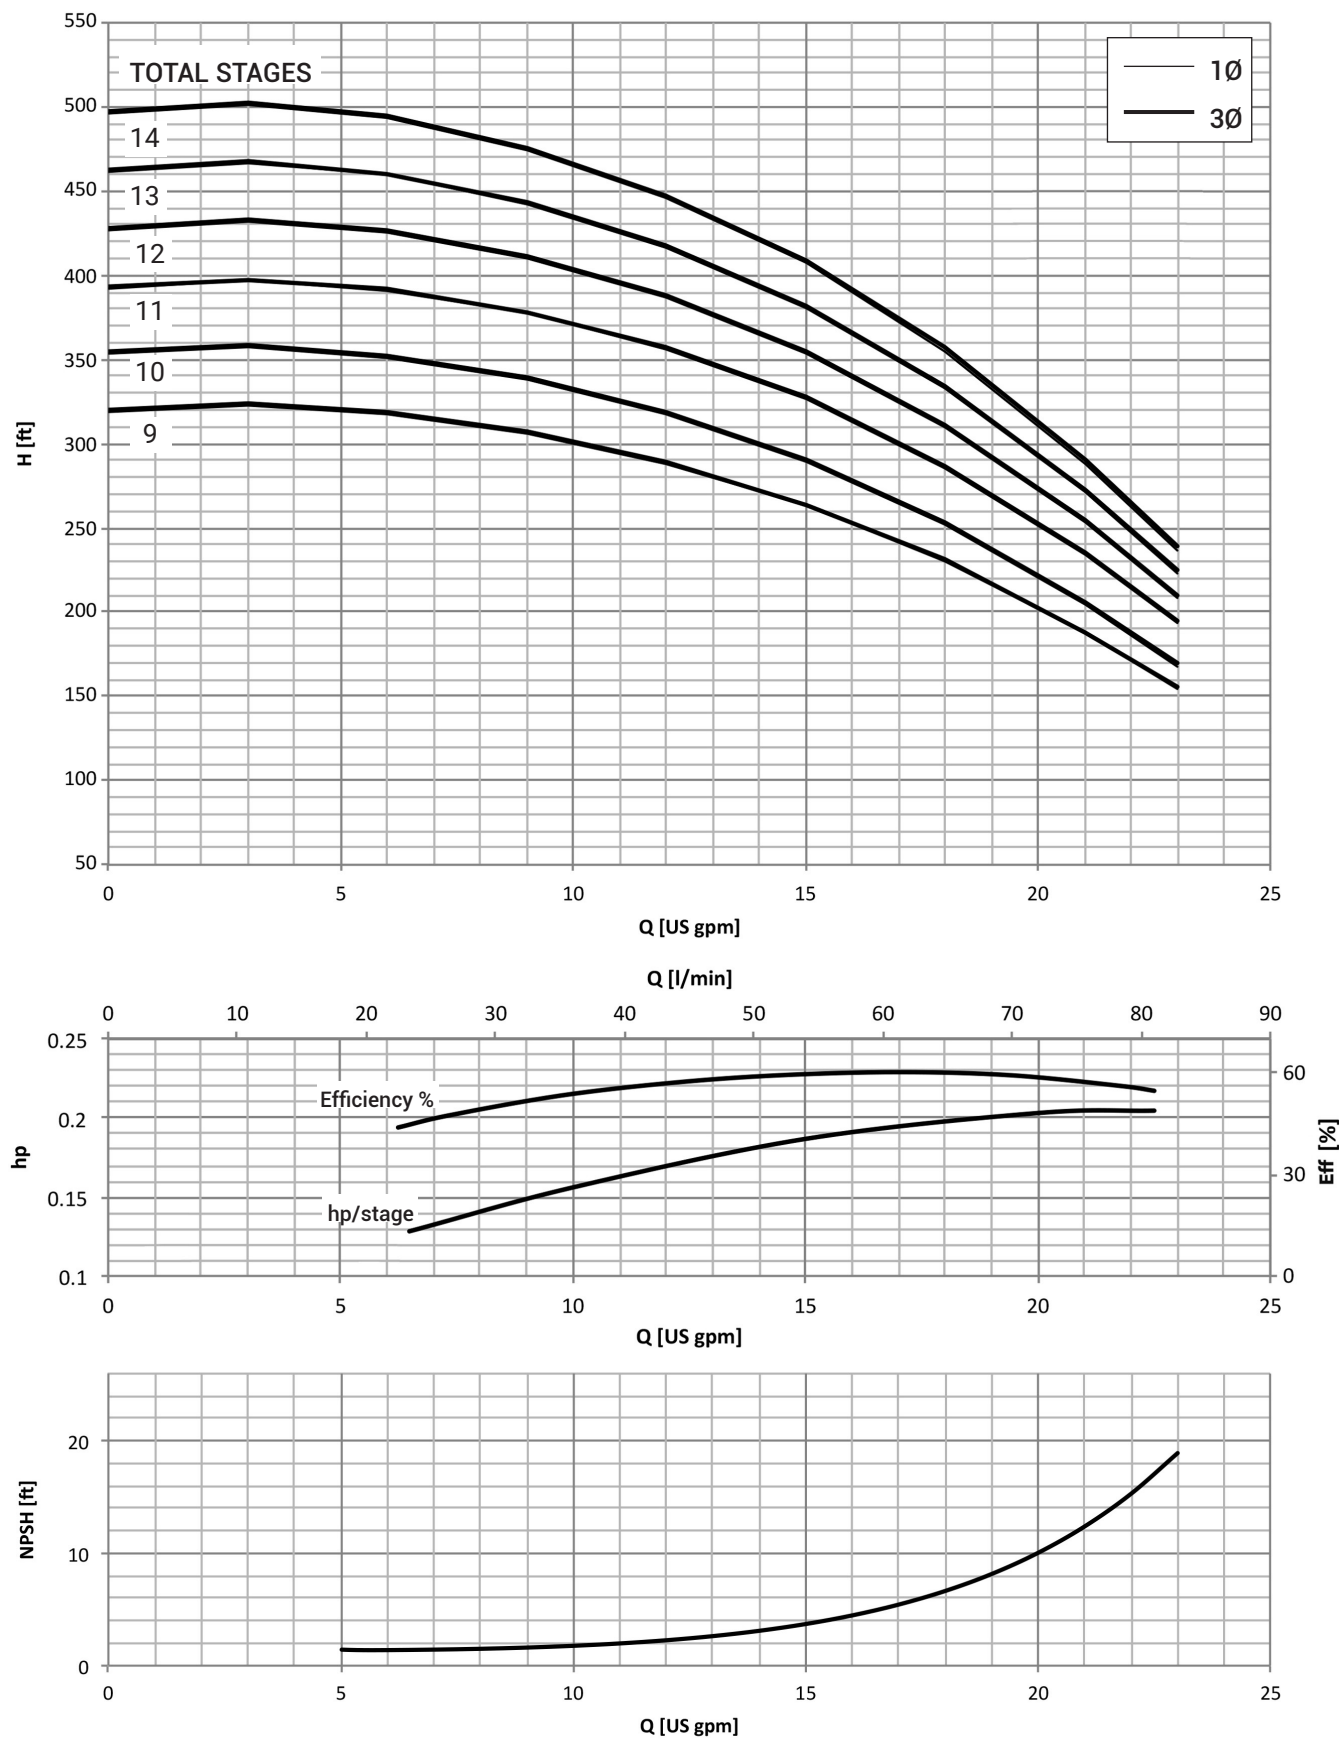 550
TOTAL STAGES
1Ø
3Ø
500
14
450
13
12
400
11
350
10
9
300
H [ft]
250
200
150
100
50
0 5 10 15 20 25
Q [US gpm]
Q [l/min]
0 10 20 30 40 50 60 70 80 90
0.25
60
Efficiency %
0.2
hp
Eff [%]
30
0.15
hp/stage
0.1
0
0 5 10 15 20 25
Q [US gpm]
20
NPSH [ft]
10
0
0 5 10 15 20 25
Q [US gpm]